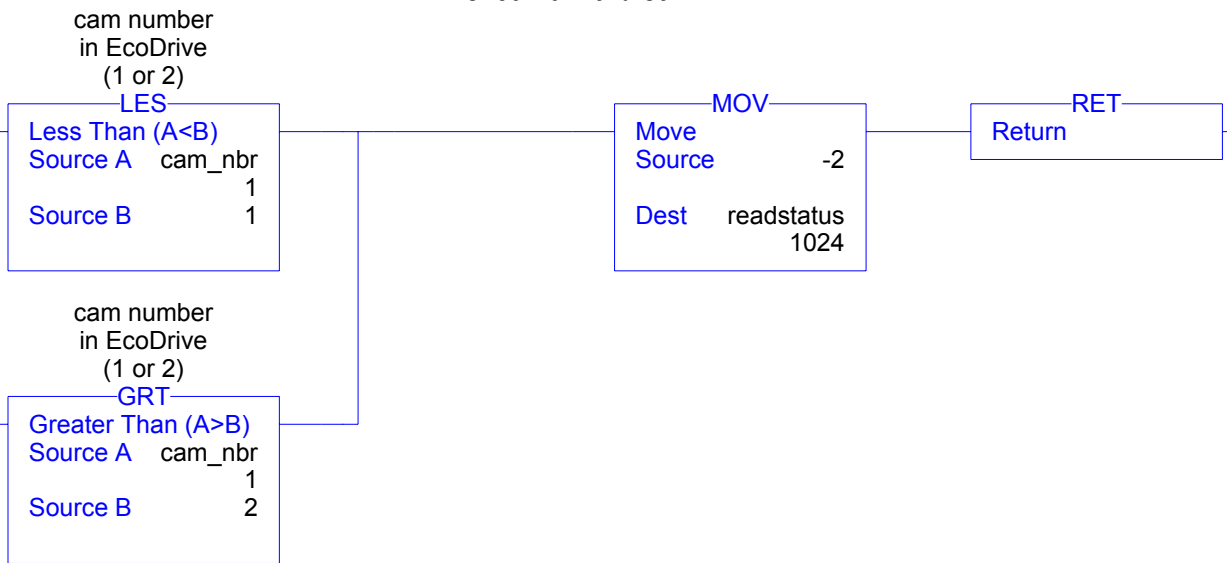 cam number
in EcoDrive
(1 or 2)
LES
Less Than (A<B)
Source A cam_nbr
1
Source B 1
MOV
Move
Source -2
Dest readstatus
1024
RET
Return
cam number
in EcoDrive
(1 or 2)
GRT
Greater Than (A>B)
Source A cam_nbr
1
Source B 2